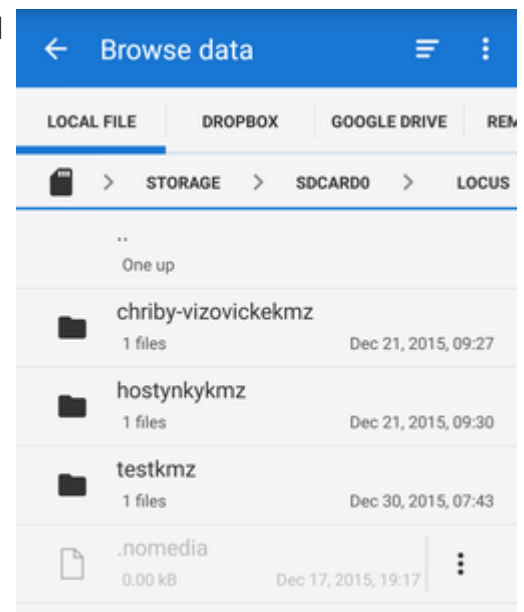 Browse data
LOCAL FILE DROPBOX GOOGLE DRIVE
STORAGE > SDCARD0 > LOCUS
..
One up
chriby-vizovickekmz
1 files Dec 21, 2015, 09:27
hostynkykmz
1 files Dec 21, 2015, 09:30
testkmz
1 files Dec 30, 2015, 07:43
.nomedia
0.00 kB Dec 17, 2015, 19:17